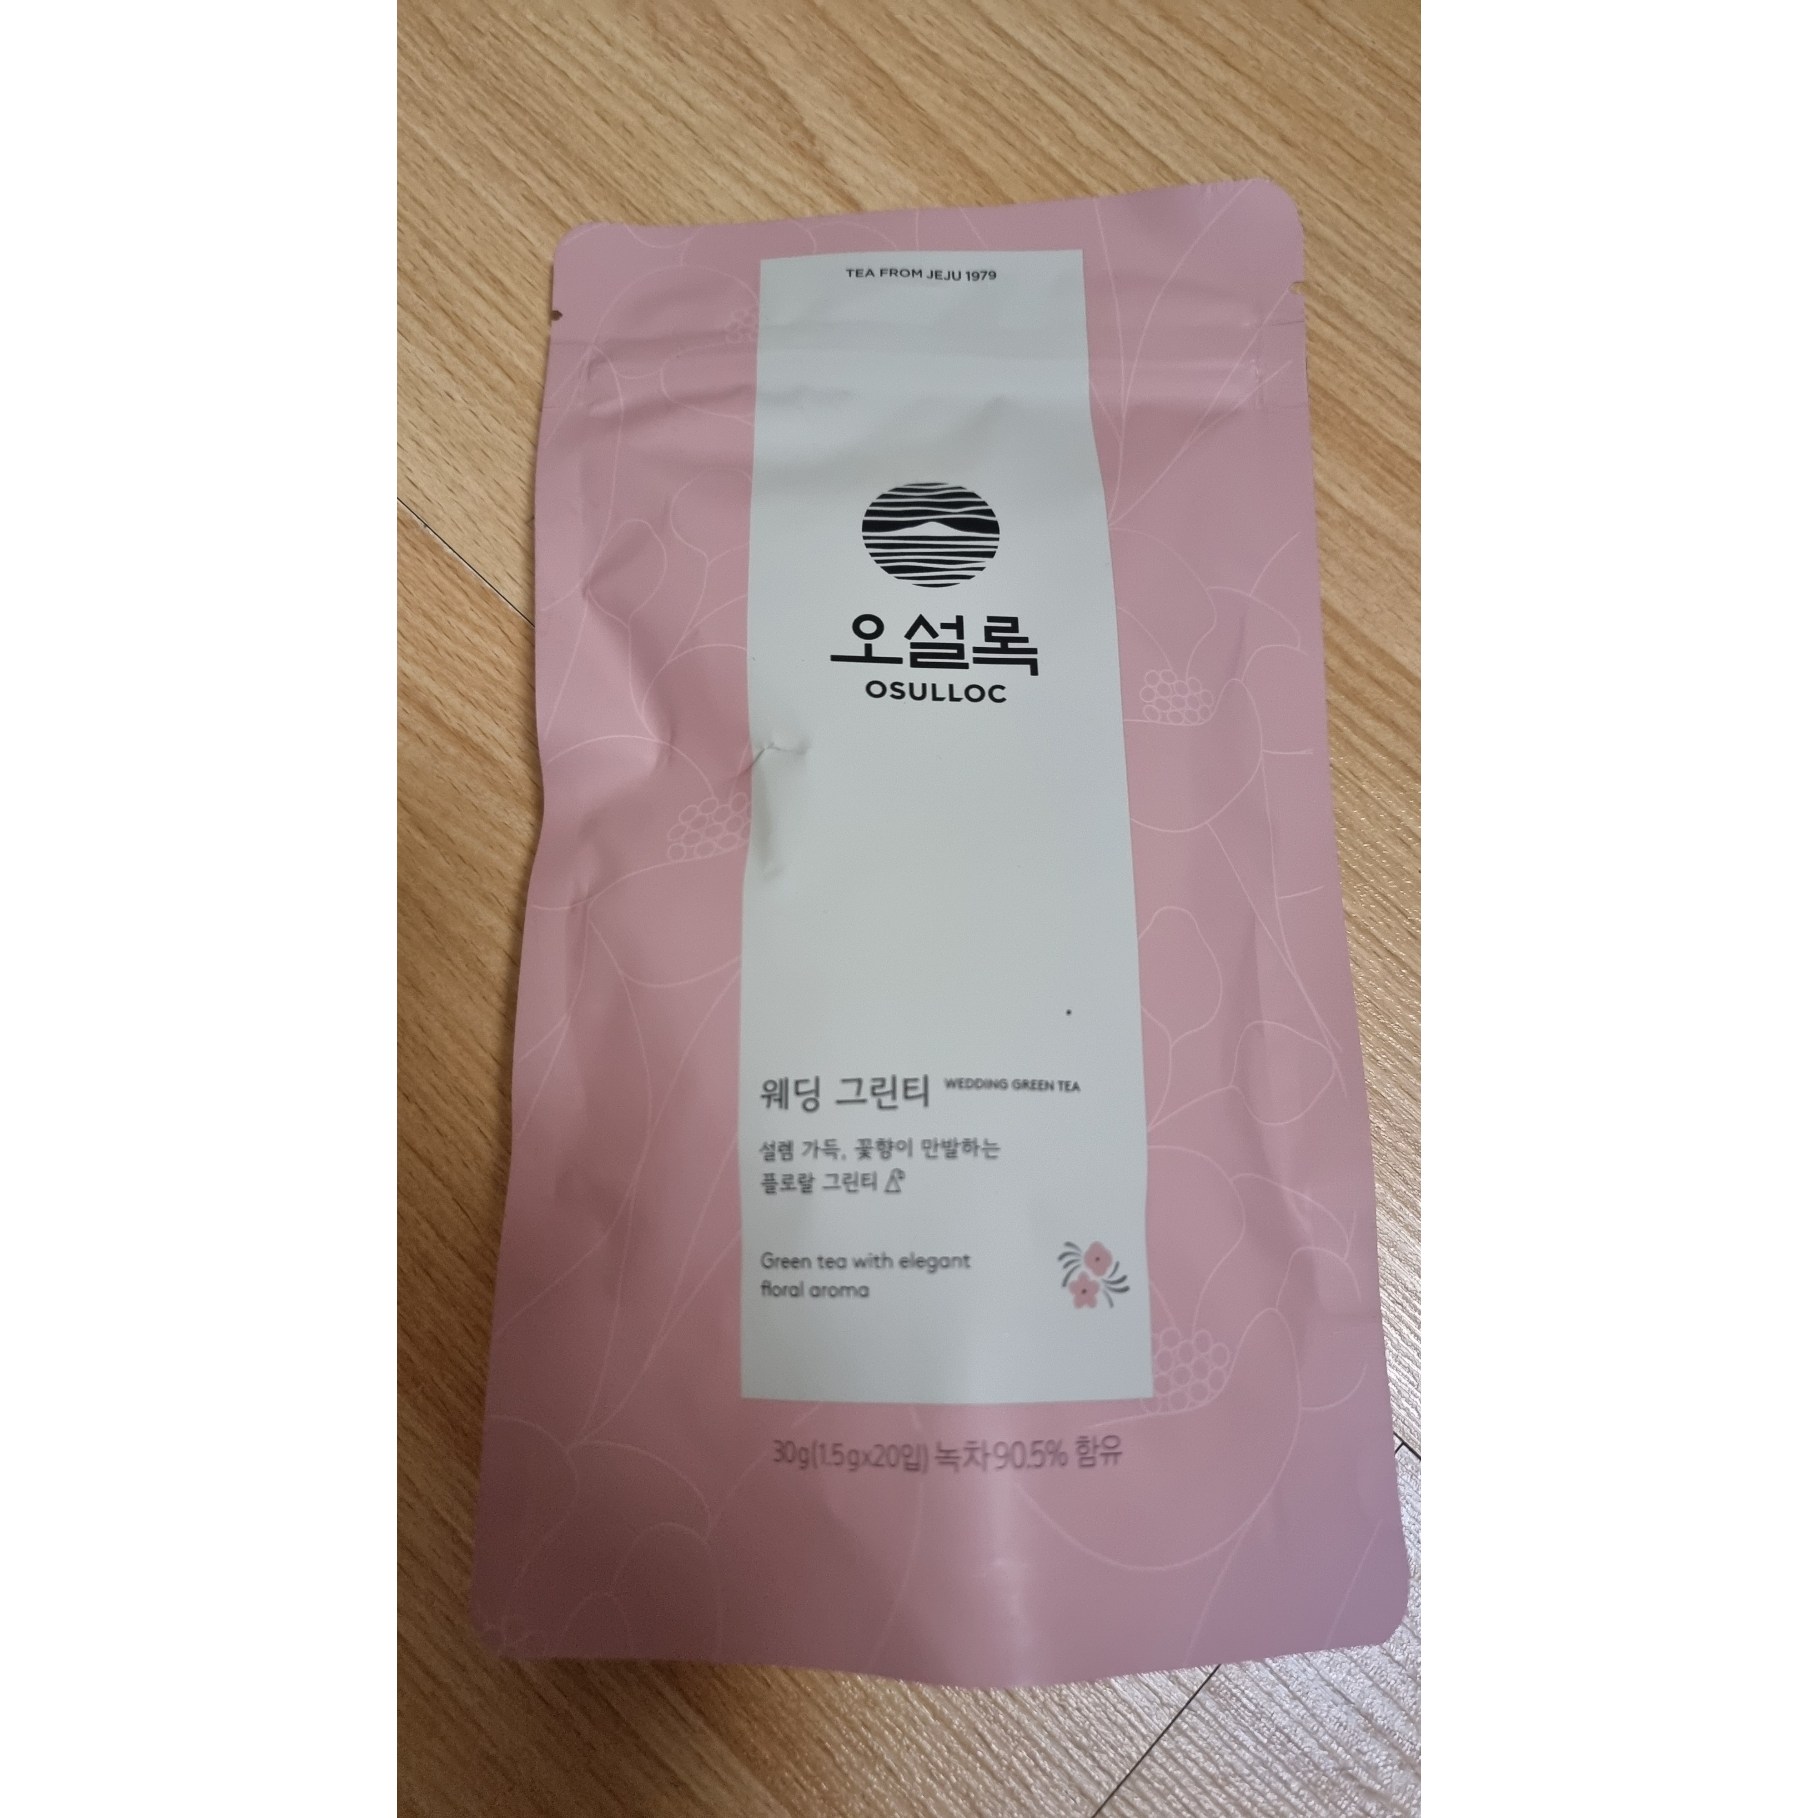 TEA FROM JEJU 1979
오설록
OSULLOC
웨딩 그린티 WEDDING GREEN TEA
설렘 가득, 꽃향이 만발하는
플로랄 그린티
Green tea with elegant
floral aroma
30g(1.5gx20입) 녹차 90.5% 함유